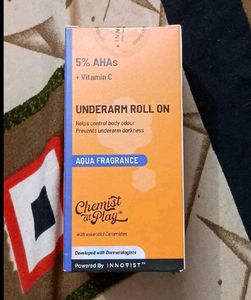 5% AHAs
+ Vitamin C
UNDERARM ROLL ON
Helps control body odour
Prevents underarm darkness
AQUA FRAGRANCE
Chemist
at Play®
with essential Ceramides
Developed with Dermatologists
Powered By INNOVIST™